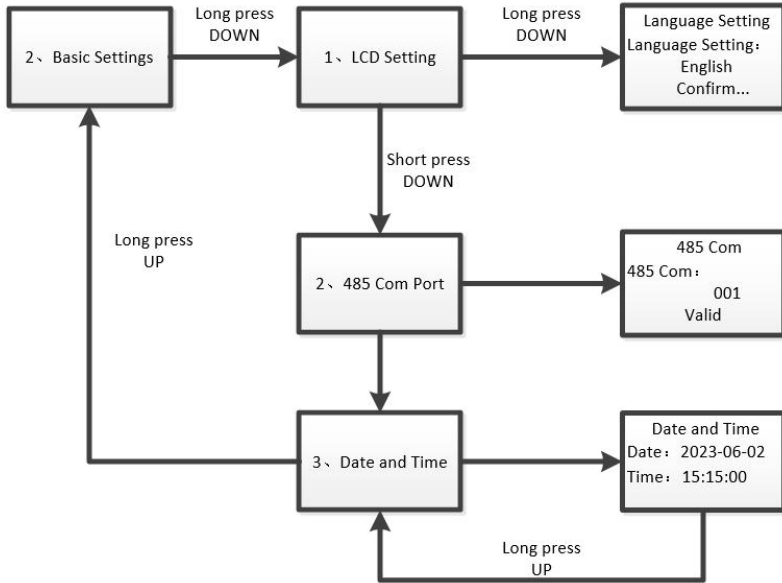 Long press
DOWN
Long press
DOWN
2、Basic Settings
1、LCD Setting
Language Setting
Language Setting：
English
Confirm...
Short press
DOWN
Long press
UP
2、485 Com Port
485 Com
485 Com：
001
Valid
3、Date and Time
Date and Time
Date：2023-06-02
Time：15:15:00
Long press
UP